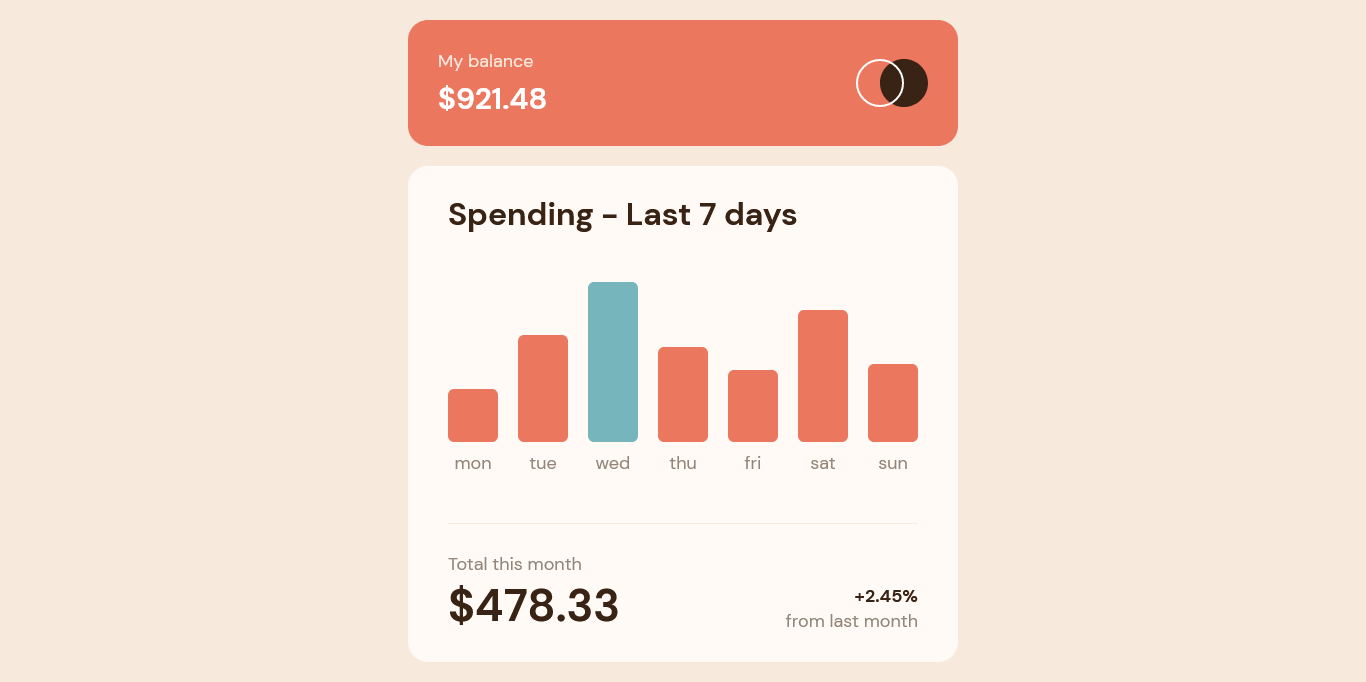 My balance
$921.48
Spending - Last 7 days
mon tue wed thu fri sat sun
Total this month
$478.33
+2.45%
from last month